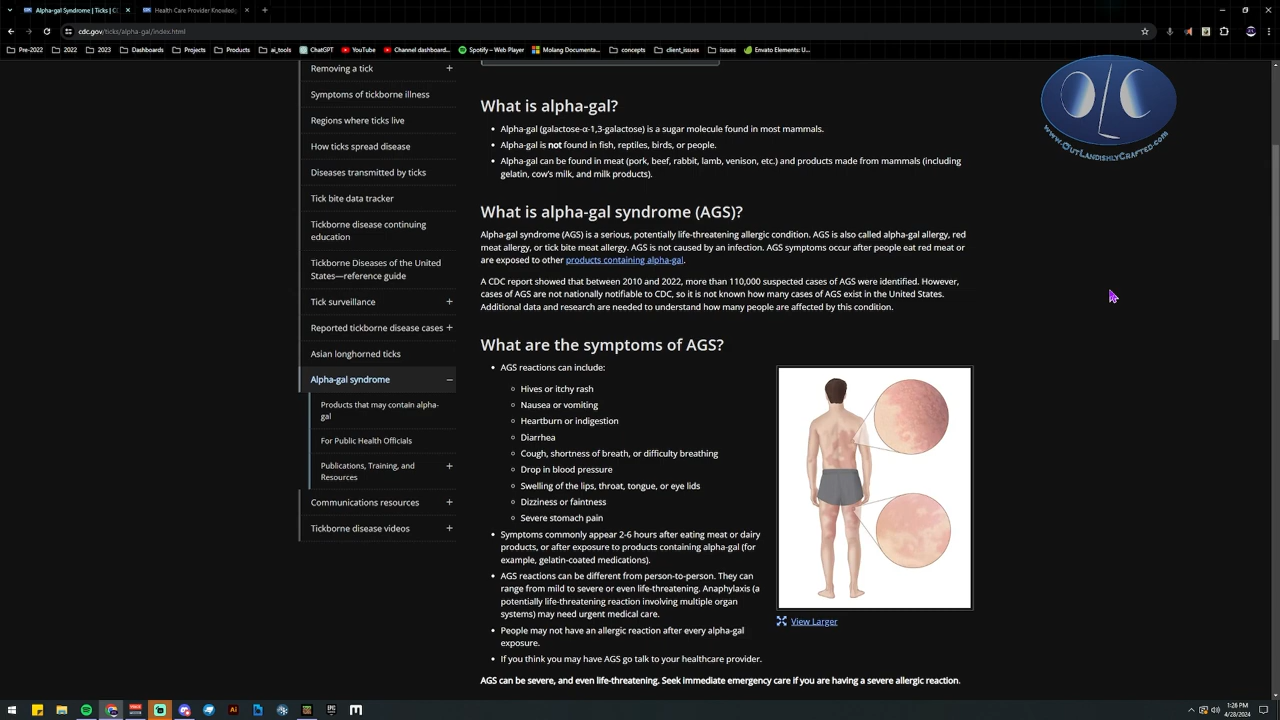 Alpha-gal Syndrome | Ticks | C
Health Care Provider Knowled
cdc.gov/ticks/alpha-gal/index.html
Pre-2022 2022 2023 Dashboards Projects Products ai_tools ChatGPT YouTube Channel dashboard... Spotify – Web Player Molang Documenta... concepts client_issues issues Envato Elements: U...
OLC
www.OutLandishlyCrafted.com
Removing a tick +
Symptoms of tickborne illness
Regions where ticks live
How ticks spread disease
Diseases transmitted by ticks
Tick bite data tracker
Tickborne disease continuing
education
Tickborne Diseases of the United
States—reference guide
Tick surveillance +
Reported tickborne disease cases +
Asian longhorned ticks
Alpha-gal syndrome –
Products that may contain alpha-
gal
For Public Health Officials
Publications, Training, and
Resources +
Communications resources +
Tickborne disease videos +
What is alpha-gal?
• Alpha-gal (galactose-α-1,3-galactose) is a sugar molecule found in most mammals.
• Alpha-gal is not found in fish, reptiles, birds, or people.
• Alpha-gal can be found in meat (pork, beef, rabbit, lamb, venison, etc.) and products made from mammals (including
gelatin, cow's milk, and milk products).
What is alpha-gal syndrome (AGS)?
Alpha-gal syndrome (AGS) is a serious, potentially life-threatening allergic condition. AGS is also called alpha-gal allergy, red
meat allergy, or tick bite meat allergy. AGS is not caused by an infection. AGS symptoms occur after people eat red meat or
are exposed to other products containing alpha-gal.
A CDC report showed that between 2010 and 2022, more than 110,000 suspected cases of AGS were identified. However,
cases of AGS are not nationally notifiable to CDC, so it is not known how many cases of AGS exist in the United States.
Additional data and research are needed to understand how many people are affected by this condition.
What are the symptoms of AGS?
• AGS reactions can include:
Hives or itchy rash
Nausea or vomiting
Heartburn or indigestion
Diarrhea
Cough, shortness of breath, or difficulty breathing
Drop in blood pressure
Swelling of the lips, throat, tongue, or eye lids
Dizziness or faintness
Severe stomach pain
• Symptoms commonly appear 2-6 hours after eating meat or dairy
products, or after exposure to products containing alpha-gal (for
example, gelatin-coated medications).
• AGS reactions can be different from person-to-person. They can
range from mild to severe or even life-threatening. Anaphylaxis (a
potentially life-threatening reaction involving multiple organ
systems) may need urgent medical care.
• People may not have an allergic reaction after every alpha-gal
exposure.
• If you think you may have AGS go talk to your healthcare provider.
View Larger
AGS can be severe, and even life-threatening. Seek immediate emergency care if you are having a severe allergic reaction.
1:26 PM
4/28/2024